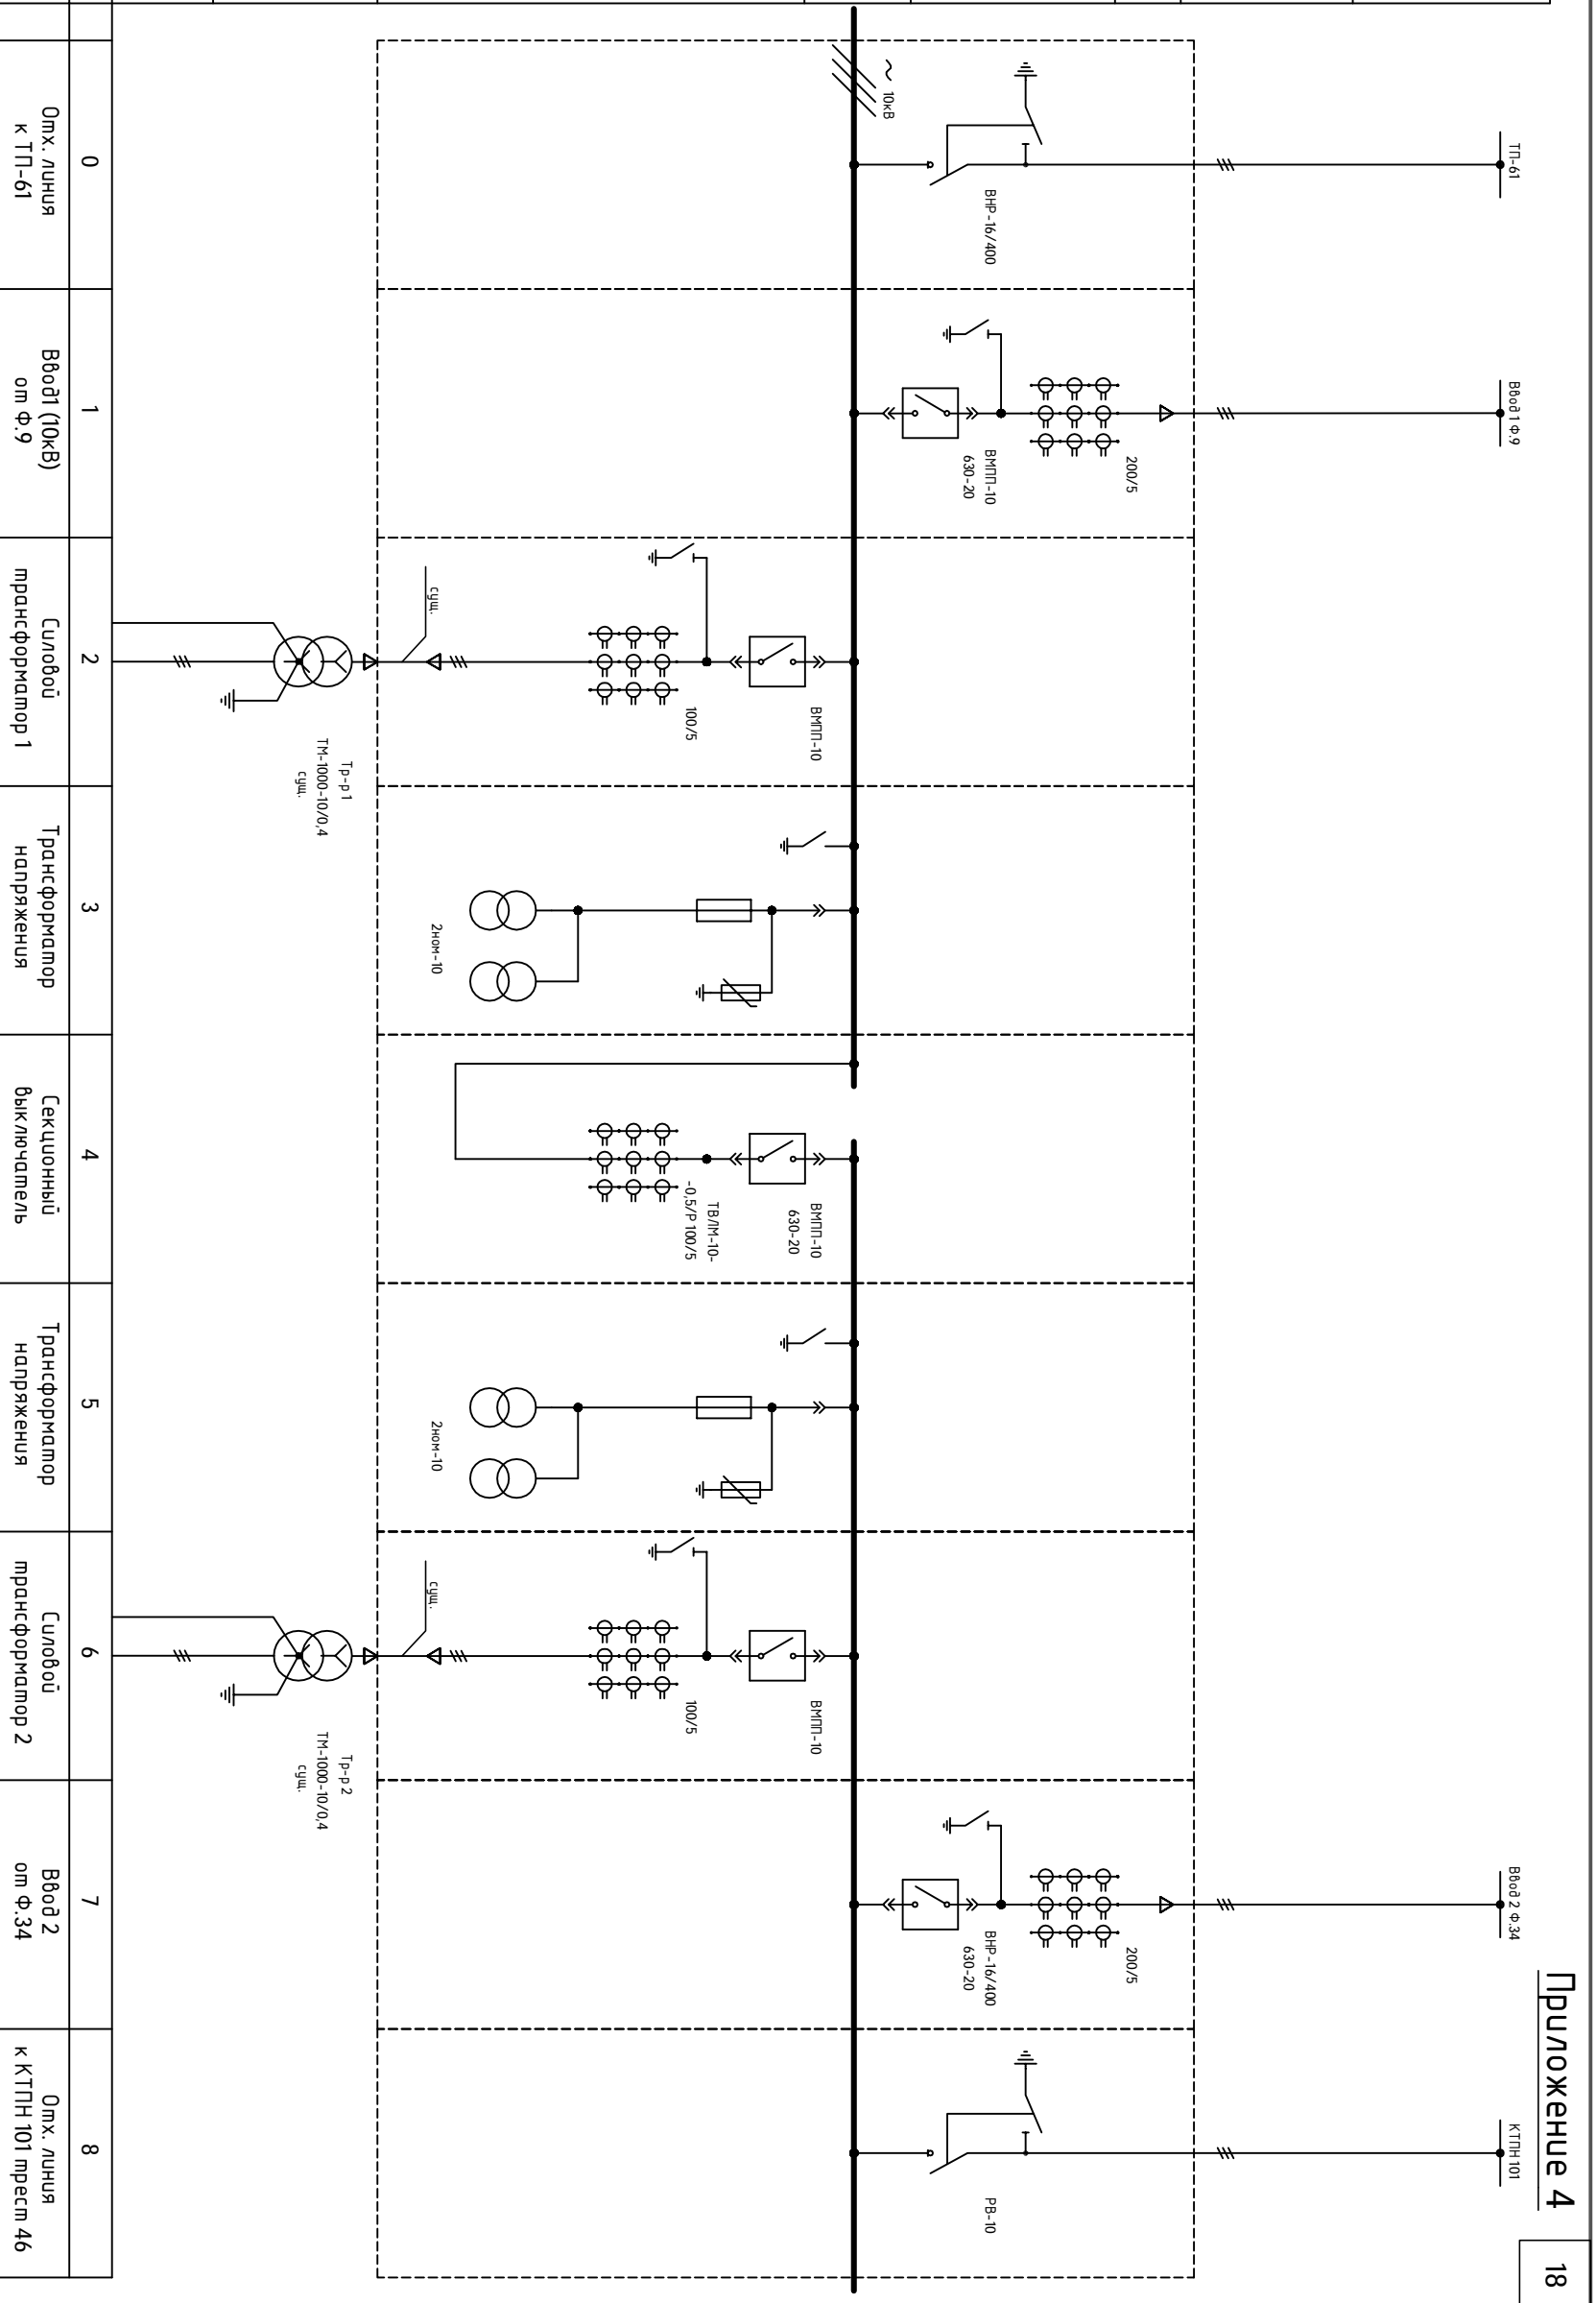 Приложение 4
18
ТП-61
Ввод 1 Ф.9
Ввод 2 Ф.34
КТПН 101
~ 10кВ
ВНР-16/400
200/5
ВМПП-10
630-20
ВМПП-10
100/5
сущ.
Тр-р 1
ТМ-1000-10/0,4
сущ.
2ном-10
ВМПП-10
630-20
ТВЛМ-10-
-0,5/Р 100/5
2ном-10
ВМПП-10
100/5
сущ.
Тр-р 2
ТМ-1000-10/0,4
сущ.
200/5
ВНР-16/400
630-20
РВ-10
0
1
2
3
4
5
6
7
8
Отх. линия
к ТП-61
Ввод1 (10кВ)
от Ф.9
Силовой
трансформатор 1
Трансформатор
напряжения
Секционный
выключатель
Трансформатор
напряжения
Силовой
трансформатор 2
Ввод 2
от Ф.34
Отх. линия
к КТПН 101 трест 46